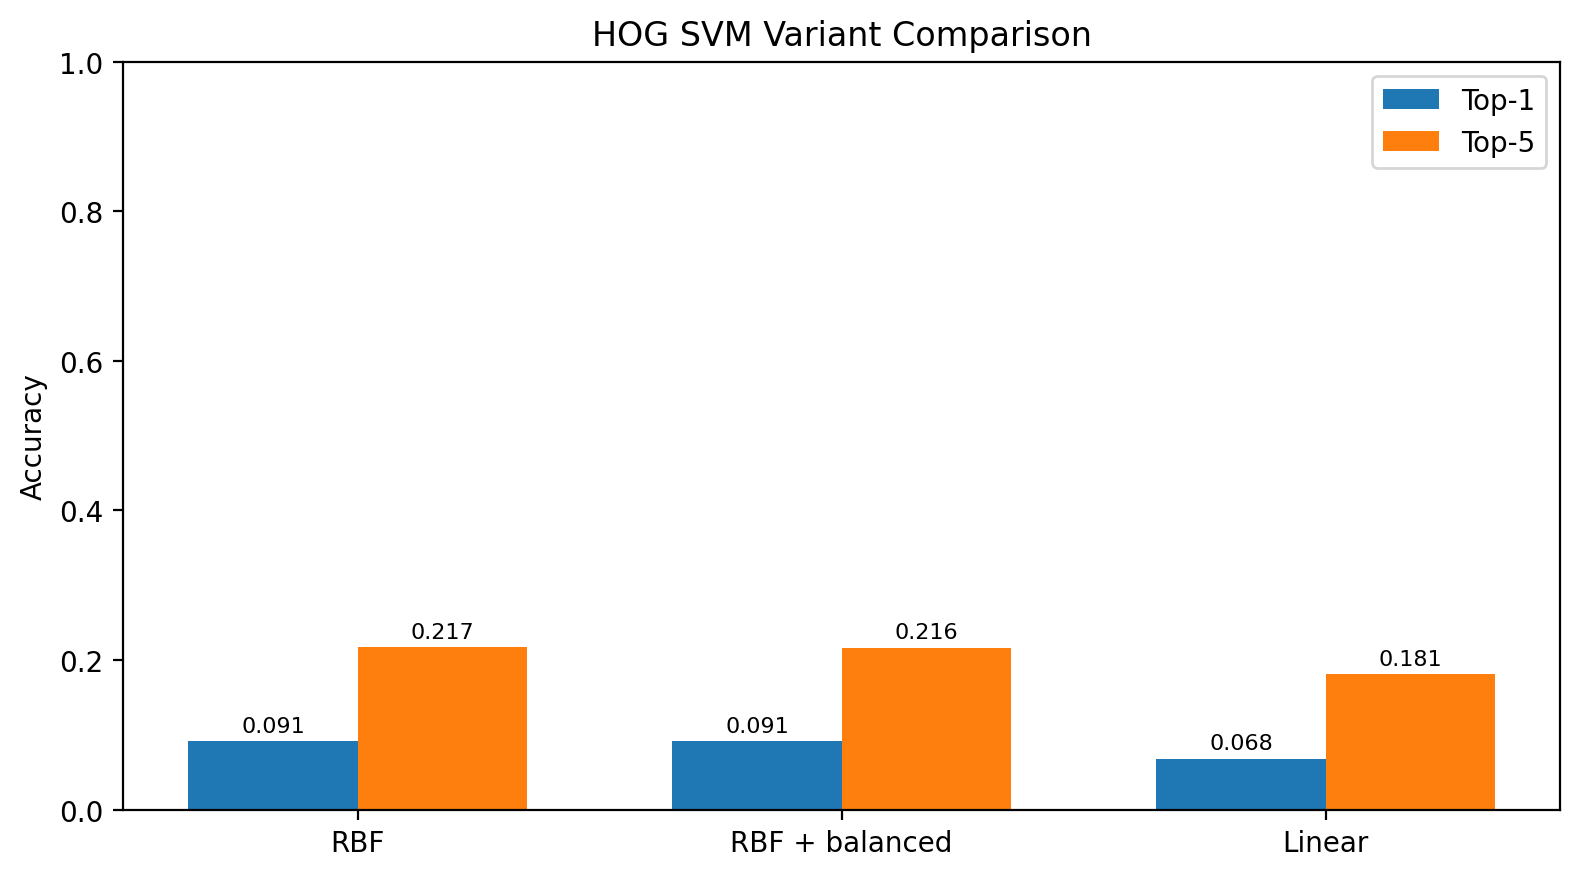 HOG SVM Variant Comparison
1.0
0.8
0.6
0.4
0.2
0.0
Accuracy
Top-1
Top-5
0.091
0.217
0.091
0.216
0.068
0.181
RBF
RBF + balanced
Linear